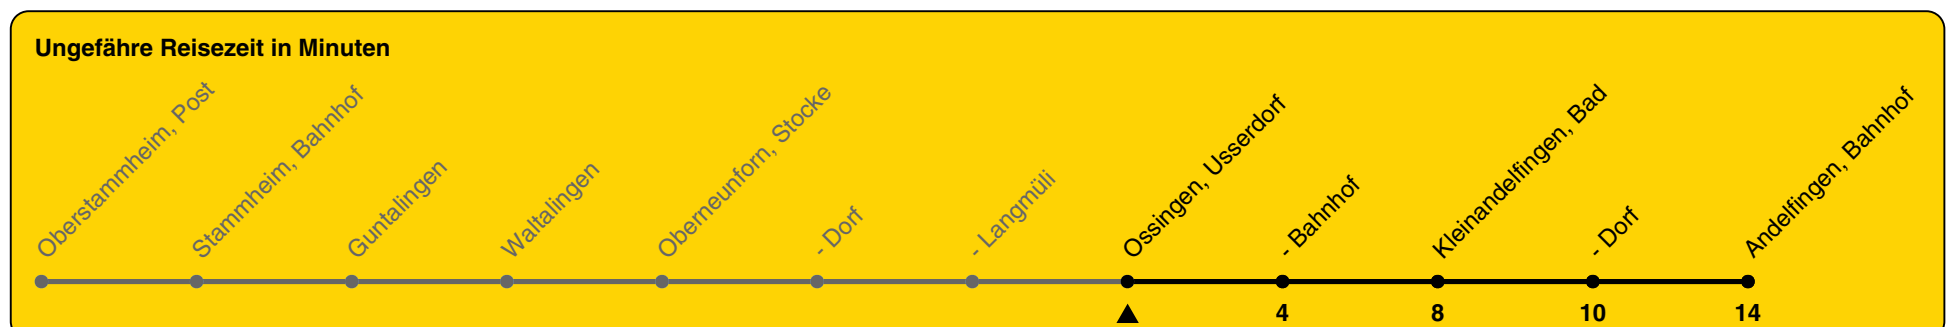 Ungefähre Reisezeit in Minuten
Oberstammheim, Post
Stammheim, Bahnhof
Guntalingen
Waltalingen
Oberneunforn, Stocke
- Dorf
- Langmüli
Ossingen, Usserdorf
- Bahnhof
Kleinandelfingen, Bad
- Dorf
Andelfingen, Bahnhof
4 8 10 14